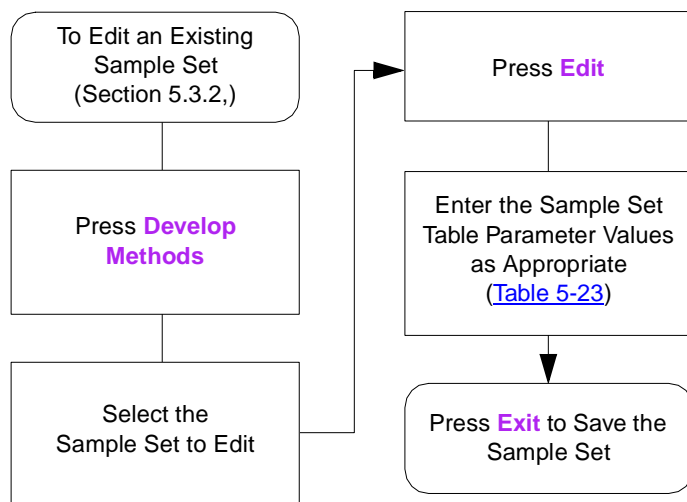 To Edit an Existing
Sample Set
(Section 5.3.2,)
Press Develop
Methods
Select the
Sample Set to Edit
Press Edit
Enter the Sample Set
Table Parameter Values
as Appropriate
(Table 5-23)
Press Exit to Save the
Sample Set